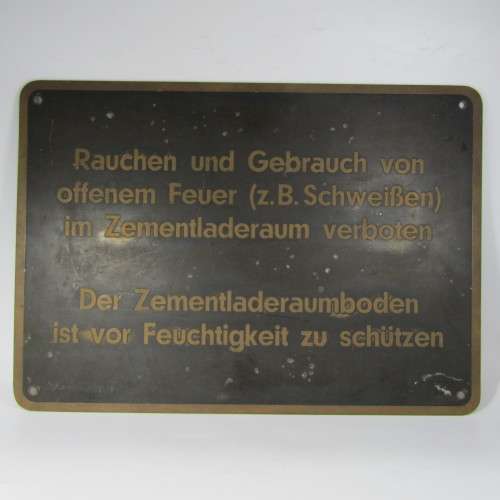 Rauchen und Gebrauch von
offenem Feuer (z.B. Schweißen)
im Zementladeraum verboten
Der Zementladeraumboden
ist vor Feuchtigkeit zu schützen